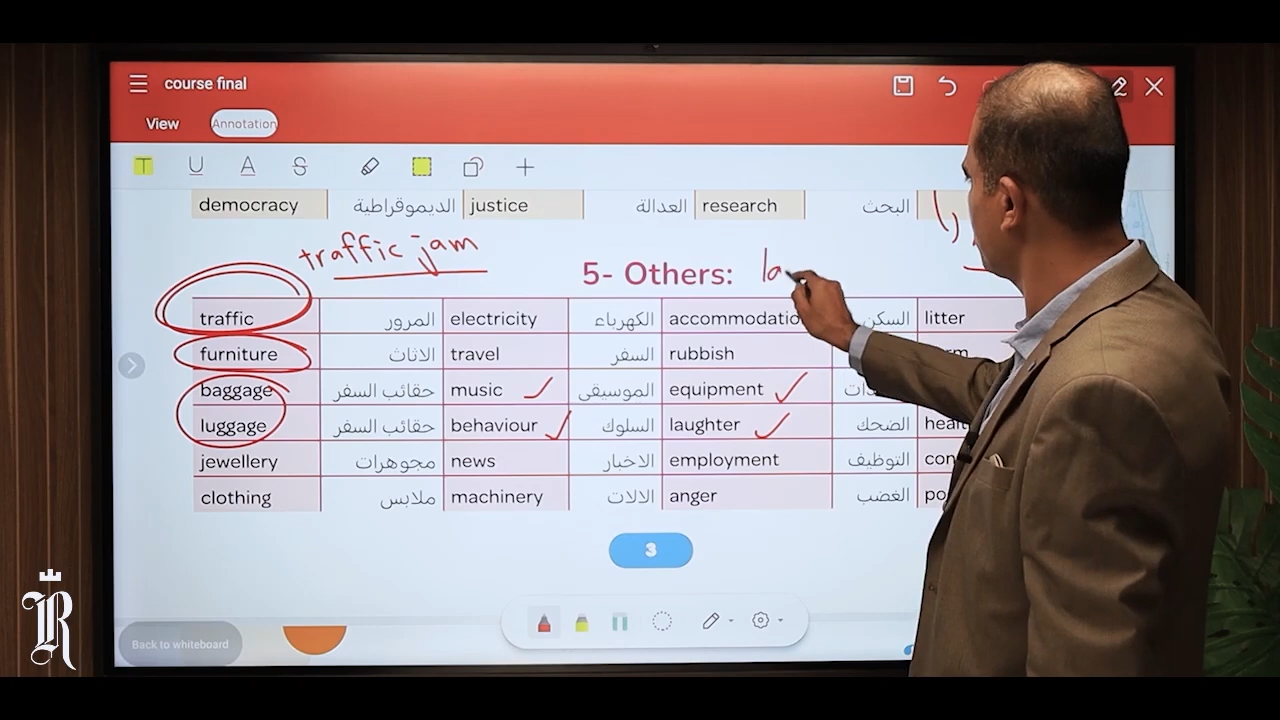 course final
View Annotation
T U A S
democracy الديموقراطية justice العدالة research البحث
traffic jam
5- Others: la
traffic المرور electricity الكهرباء accommodatio السكن litter
furniture الاثاث travel السفر rubbish
baggage حقائب السفر music الموسيقى equipment
luggage حقائب السفر behaviour السلوك laughter الضحك
jewellery مجوهرات news الاخبار employment التوظيف
clothing ملابس machinery الالات anger الغضب
3
Back to whiteboard
R